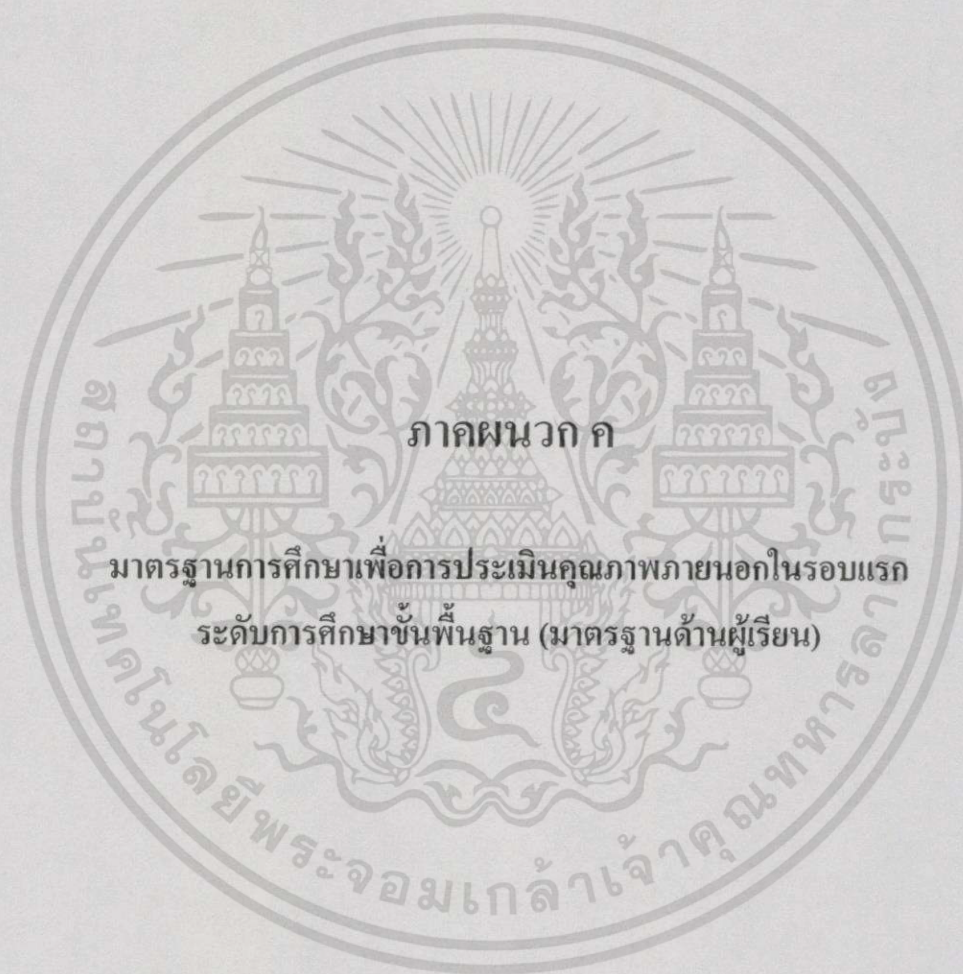 ภาคผนวก ค
มาตรฐานการศึกษาเพื่อการประเมินคุณภาพภายนอกในรอบแรก
ระดับการศึกษาขั้นพื้นฐาน (มาตรฐานด้านผู้เรียน)
๔
สถาบันเทคโนโลยีพระจอมเกล้าเจ้าคุณทหารลาดกระบัง